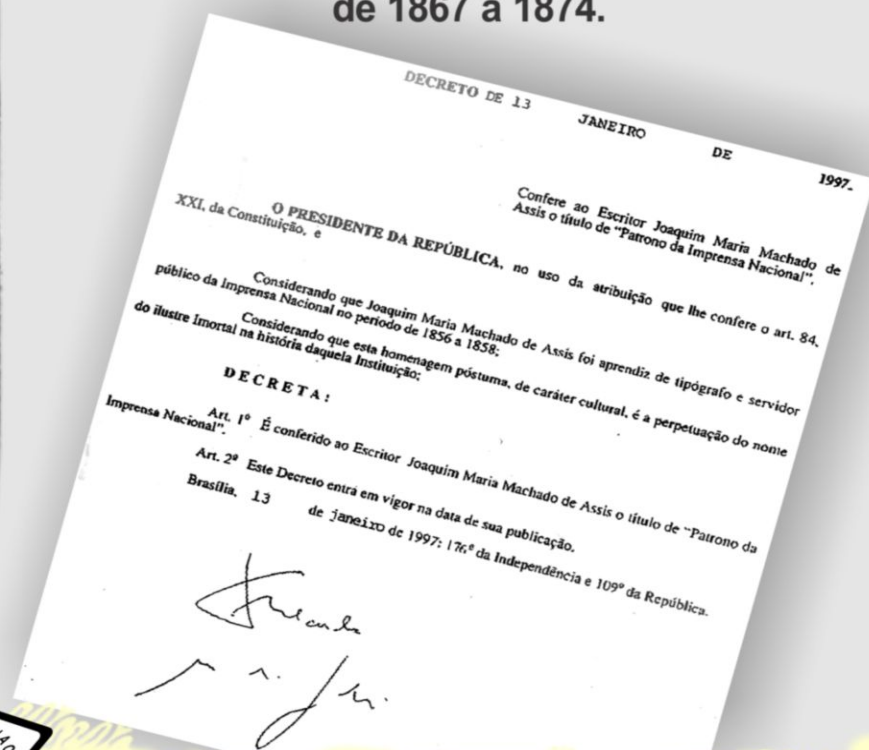 de 1867 a 1874.
DECRETO DE 13 JANEIRO DE 1997.
Confere ao Escritor Joaquim Maria Machado de
Assis o título de "Patrono da Imprensa Nacional".
O PRESIDENTE DA REPÚBLICA, no uso da atribuição que lhe confere o art. 84,
XXI, da Constituição, e
Considerando que Joaquim Maria Machado de Assis foi aprendiz de tipógrafo e servidor
público da Imprensa Nacional no período de 1856 a 1858;
Considerando que esta homenagem póstuma, de caráter cultural, é a perpetuação do nome
do ilustre Imortal na história daquela Instituição;
DECRETA:
Art. 1º É conferido ao Escritor Joaquim Maria Machado de Assis o título de "Patrono da
Imprensa Nacional".
Art. 2º Este Decreto entra em vigor na data de sua publicação.
Brasília, 13 de janeiro de 1997; 176º da Independência e 109º da República.